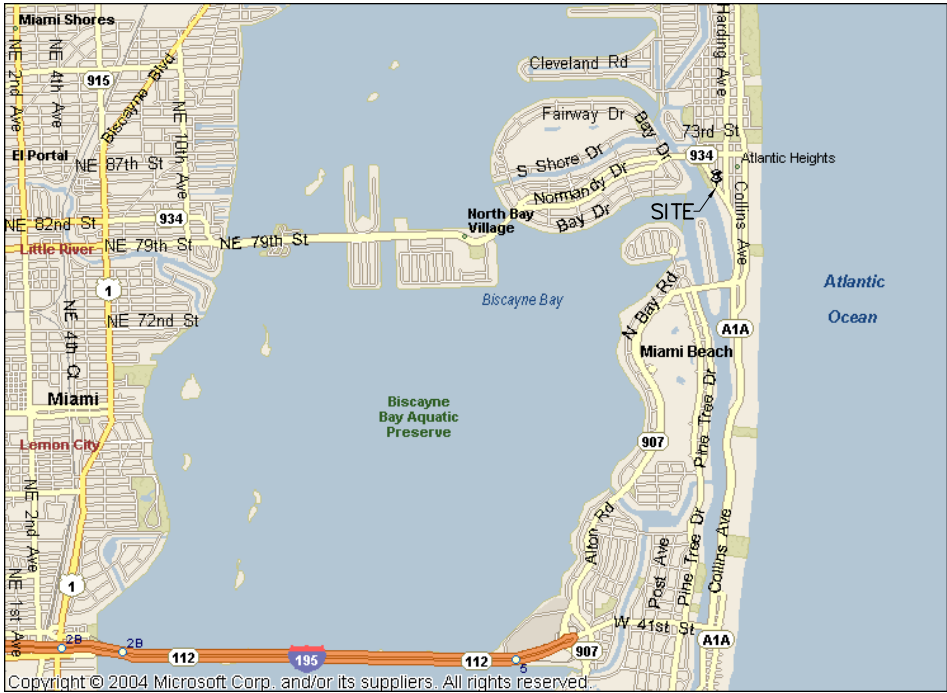 Miami Shores
NE 2nd Ave
NE 4th Ave
915
Biscayne Blvd
NE 10th Ave
El Portal
NE 87th St
934
NE 82nd St
Little River
NE 79th St
NE 79th St
1
NE 72nd St
NE 4th Ct
Miami
Lemon City
NE 2nd Ave
NE 1st Ave
1
2B
2B
112
195
112
5
Cleveland Rd
Harding Ave
Fairway Dr
Bay Dr
73rd St
934
Atlantic Heights
S Shore Dr
Normandy Dr
Bay Dr
SITE
Collins Ave
North Bay
Village
Biscayne Bay
N Bay Rd
Atlantic
Ocean
A1A
Miami Beach
Pine Tree Dr
Biscayne
Bay Aquatic
Preserve
907
Alton Rd
Post Ave
Pine Tree Dr
Collins Ave
W 41st St
A1A
907
Copyright © 2004 Microsoft Corp. and/or its suppliers. All rights reserved.